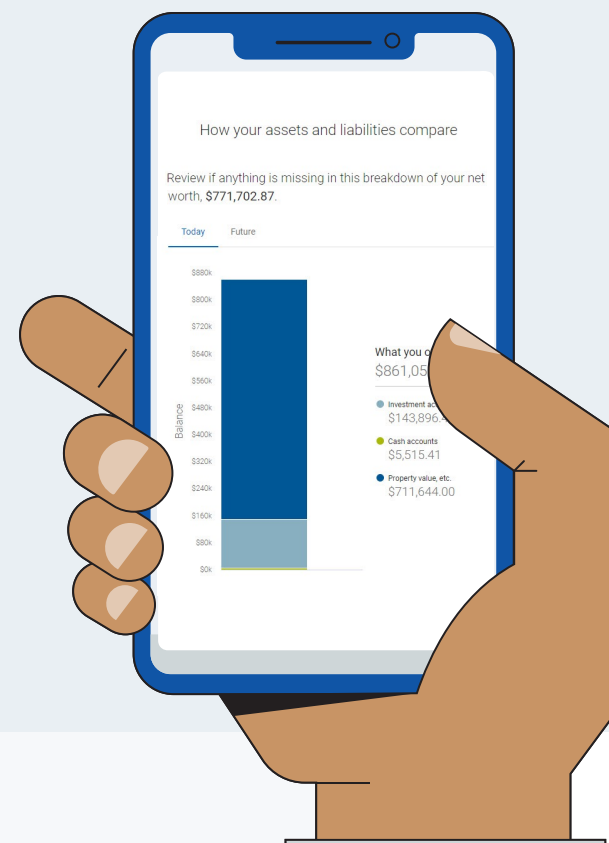 How your assets and liabilities compare
Review if anything is missing in this breakdown of your net
worth, $771,702.87.
Today Future
$880k
$800k
$720k
$640k
$560k
$480k
$400k
$320k
$240k
$160k
$80k
$0k
Balance
What you o
$861,05
Investment ac
$143,896.
Cash accounts
$5,515.41
Property value, etc.
$711,644.00